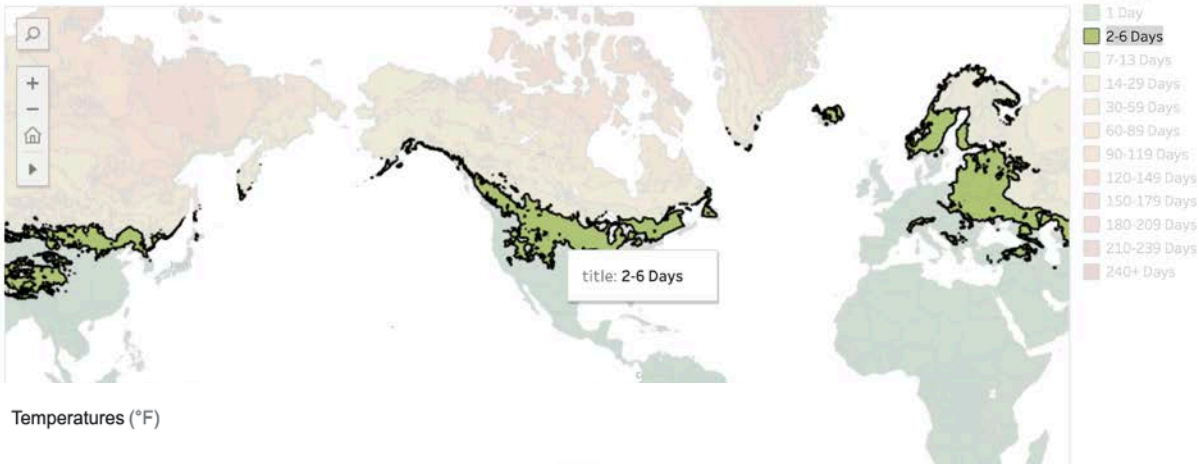 1 Day
2-6 Days
7-13 Days
14-29 Days
30-59 Days
60-89 Days
90-119 Days
120-149 Days
150-179 Days
180-209 Days
210-239 Days
240+ Days
title: 2-6 Days
Temperatures (°F)